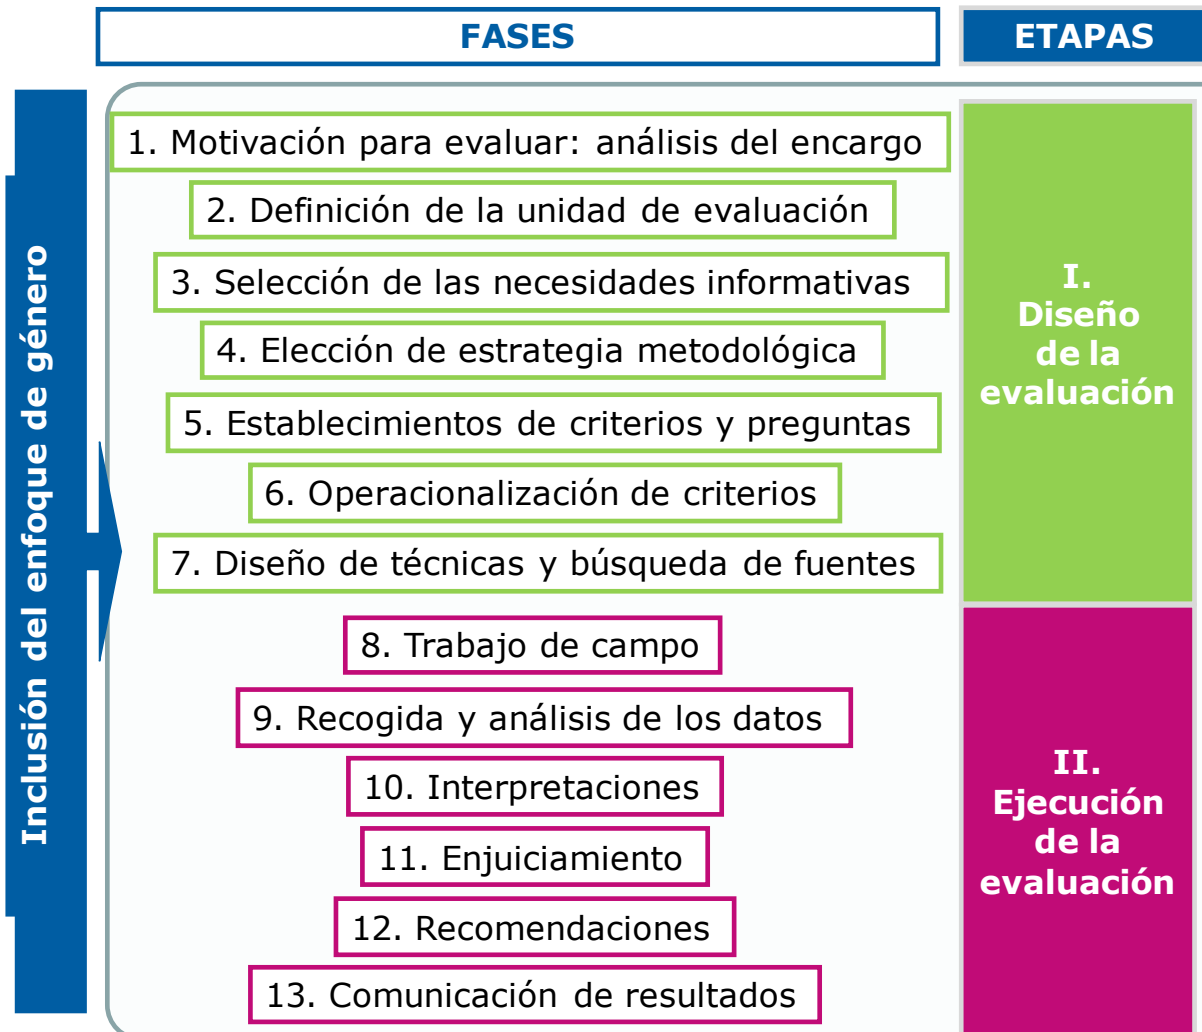 FASES
ETAPAS
Inclusión del enfoque de género
1. Motivación para evaluar: análisis del encargo
2. Definición de la unidad de evaluación
3. Selección de las necesidades informativas
4. Elección de estrategia metodológica
5. Establecimientos de criterios y preguntas
6. Operacionalización de criterios
7. Diseño de técnicas y búsqueda de fuentes
I.
Diseño
de la
evaluación
8. Trabajo de campo
9. Recogida y análisis de los datos
10. Interpretaciones
11. Enjuiciamiento
12. Recomendaciones
13. Comunicación de resultados
II.
Ejecución
de la
evaluación